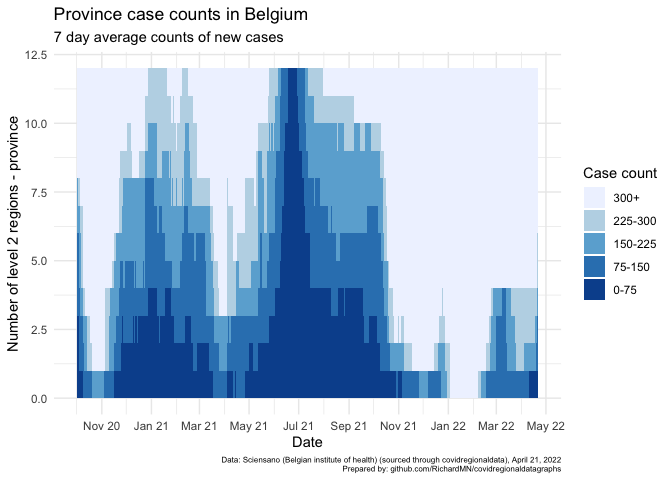 Province case counts in Belgium
7 day average counts of new cases
12.5
10.0
7.5
5.0
2.5
0.0
Number of level 2 regions - province
Nov 20 Jan 21 Mar 21 May 21 Jul 21 Sep 21 Nov 21 Jan 22 Mar 22 May 22
Date
Case count
300+
225-300
150-225
75-150
0-75
Data: Sciensano (Belgian institute of health) (sourced through covidregionaldata), April 21, 2022
Prepared by: github.com/RichardMN/covidregionaldatagraphs